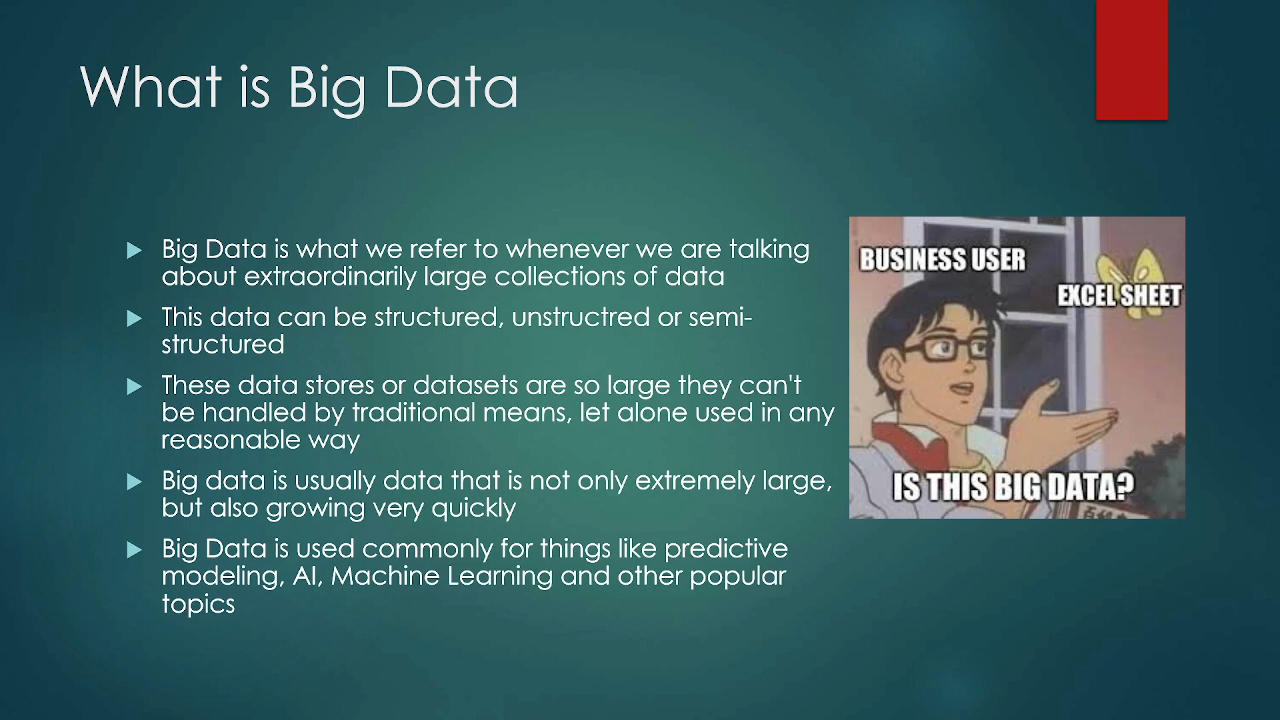 What is Big Data
Big Data is what we refer to whenever we are talking
about extraordinarily large collections of data
This data can be structured, unstructred or semi-
structured
These data stores or datasets are so large they can't
be handled by traditional means, let alone used in any
reasonable way
Big data is usually data that is not only extremely large,
but also growing very quickly
Big Data is used commonly for things like predictive
modeling, AI, Machine Learning and other popular
topics
BUSINESS USER
EXCEL SHEET
IS THIS BIG DATA?